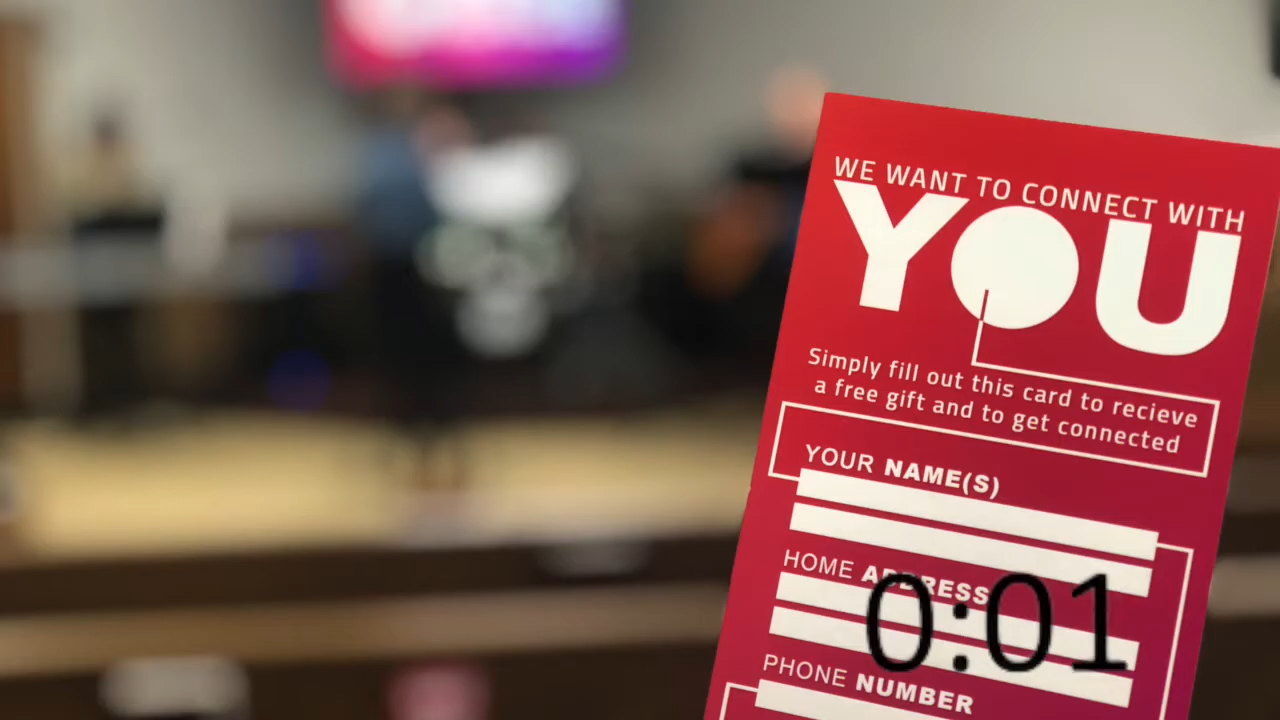 WE WANT TO CONNECT WITH
YOU
Simply fill out this card to recieve
a free gift and to get connected
YOUR NAME(S)
HOME ADDRESS
0:01
PHONE NUMBER